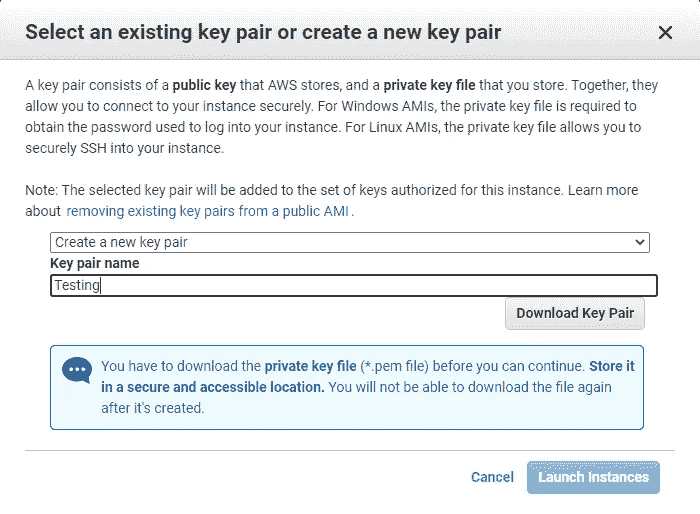 Select an existing key pair or create a new key pair
A key pair consists of a public key that AWS stores, and a private key file that you store. Together, they
allow you to connect to your instance securely. For Windows AMIs, the private key file is required to
obtain the password used to log into your instance. For Linux AMIs, the private key file allows you to
securely SSH into your instance.
Note: The selected key pair will be added to the set of keys authorized for this instance. Learn more
about removing existing key pairs from a public AMI.
Create a new key pair
Key pair name
Testing
Download Key Pair
You have to download the private key file (*.pem file) before you can continue. Store it
in a secure and accessible location. You will not be able to download the file again
after it's created.
Cancel Launch Instances